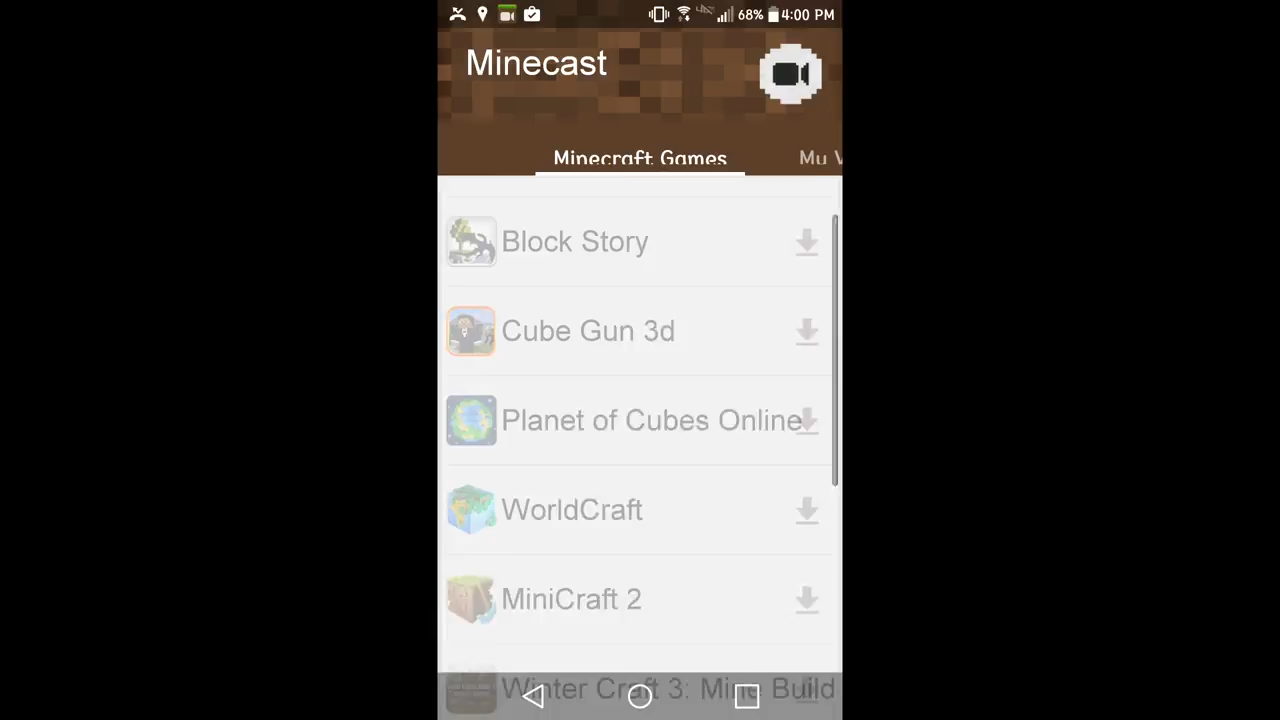 68% 4:00 PM
Minecast
Minecraft Games
Block Story
Cube Gun 3d
Planet of Cubes Online
WorldCraft
MiniCraft 2
Winter Craft 3: Mine Build